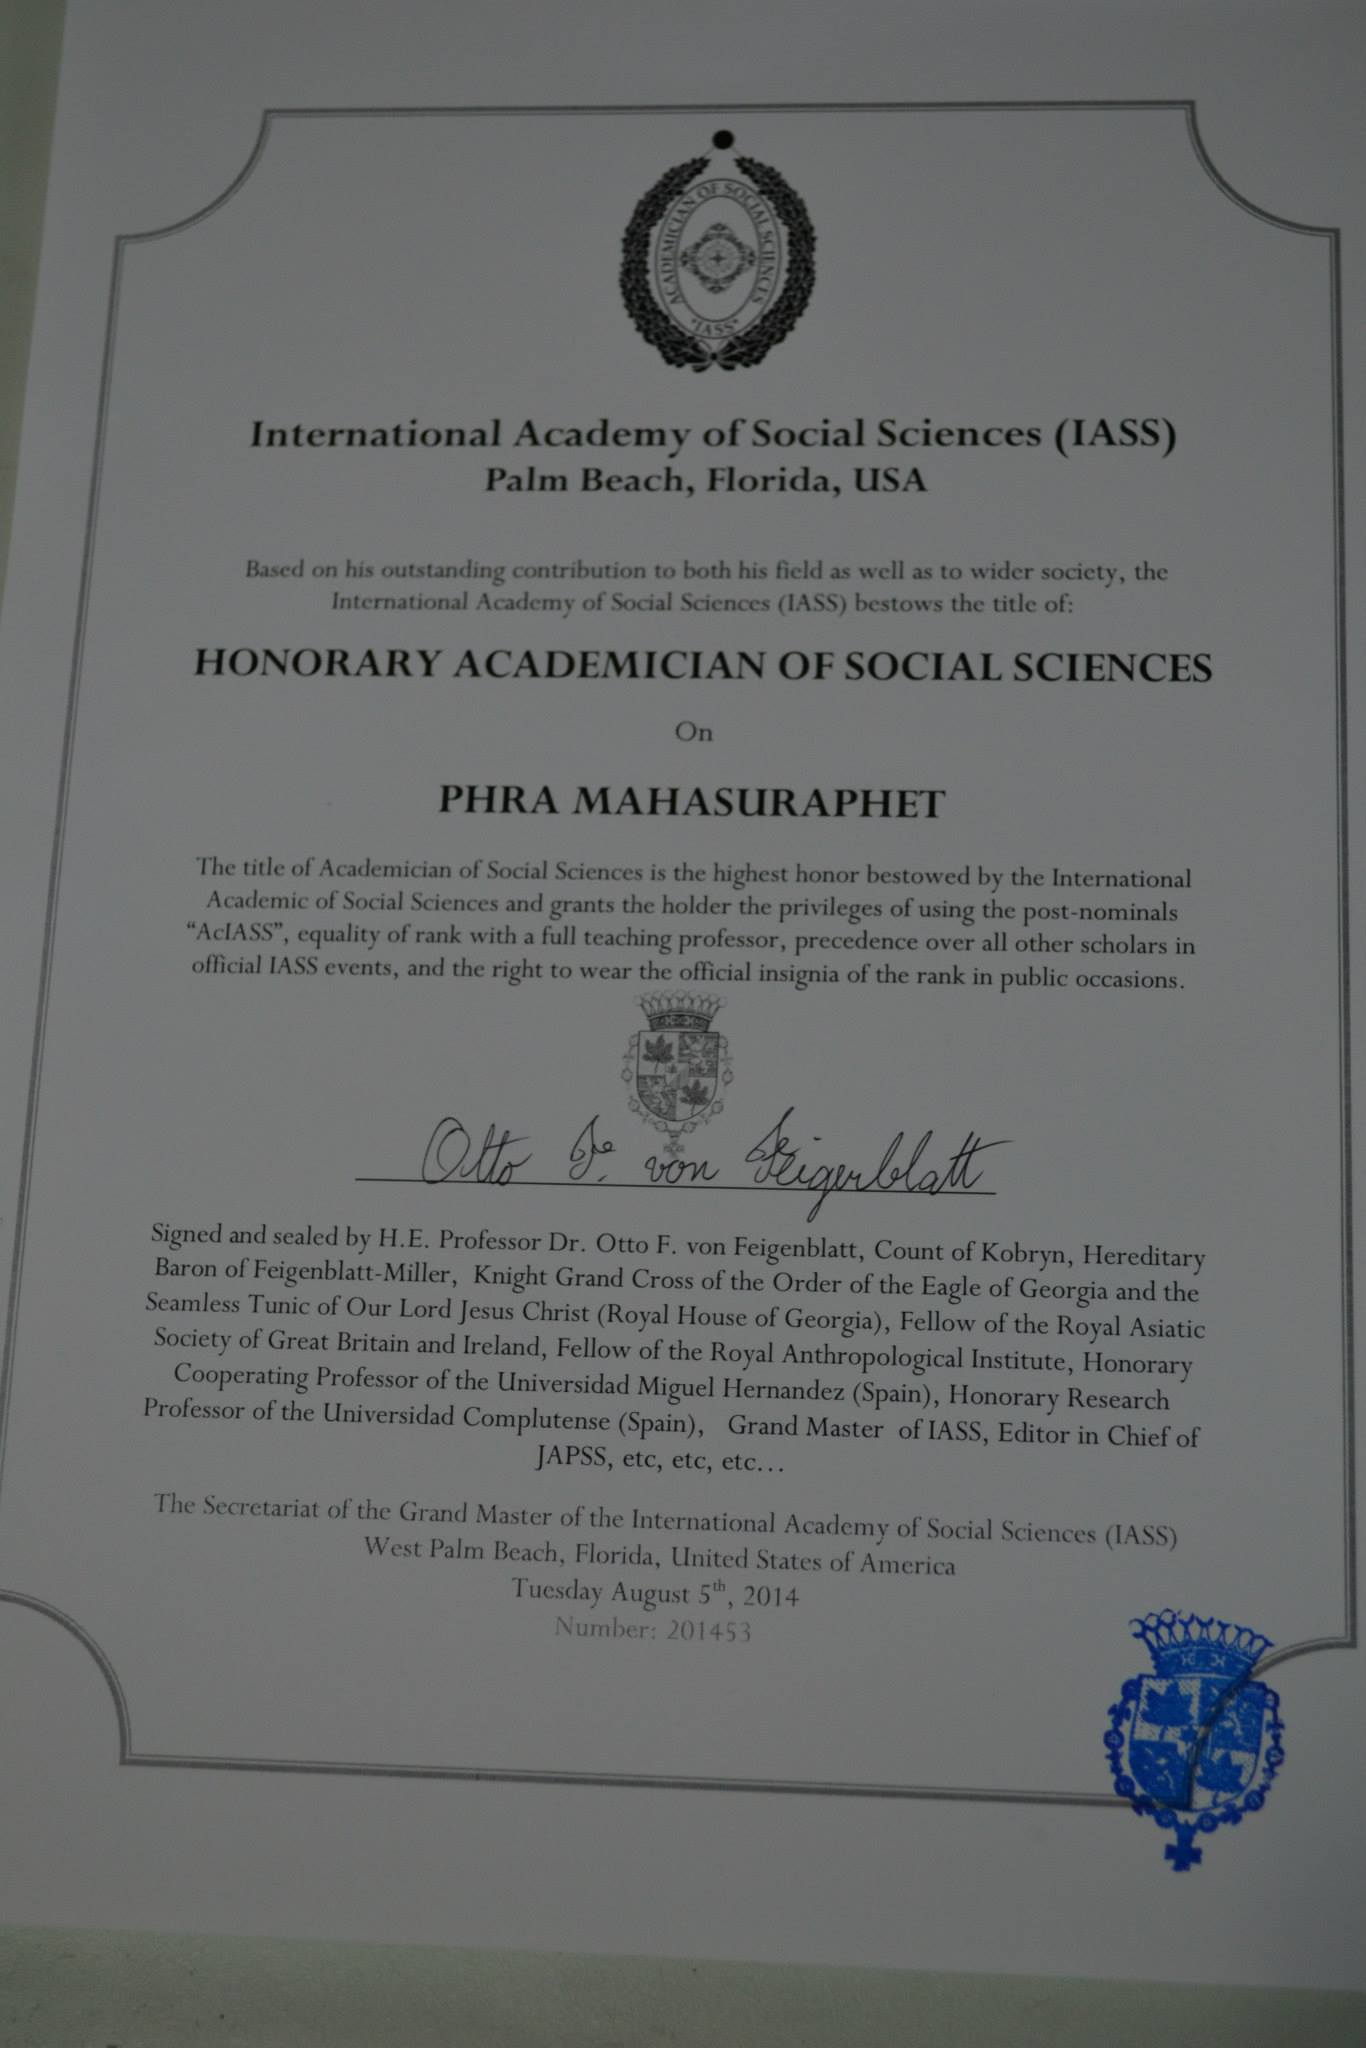 ACADEMICIAN OF SOCIAL SCIENCES
*IASS*
International Academy of Social Sciences (IASS)
Palm Beach, Florida, USA
Based on his outstanding contribution to both his field as well as to wider society, the
International Academy of Social Sciences (IASS) bestows the title of:
HONORARY ACADEMICIAN OF SOCIAL SCIENCES
On
PHRA MAHASURAPHET
The title of Academician of Social Sciences is the highest honor bestowed by the International
Academic of Social Sciences and grants the holder the privileges of using the post-nominals
“AcIASS”, equality of rank with a full teaching professor, precedence over all other scholars in
official IASS events, and the right to wear the official insignia of the rank in public occasions.
Otto F. von Feigenblatt
Signed and sealed by H.E. Professor Dr. Otto F. von Feigenblatt, Count of Kobryn, Hereditary
Baron of Feigenblatt-Miller, Knight Grand Cross of the Order of the Eagle of Georgia and the
Seamless Tunic of Our Lord Jesus Christ (Royal House of Georgia), Fellow of the Royal Asiatic
Society of Great Britain and Ireland, Fellow of the Royal Anthropological Institute, Honorary
Cooperating Professor of the Universidad Miguel Hernandez (Spain), Honorary Research
Professor of the Universidad Complutense (Spain), Grand Master of IASS, Editor in Chief of
JAPSS, etc, etc, etc…
The Secretariat of the Grand Master of the International Academy of Social Sciences (IASS)
West Palm Beach, Florida, United States of America
Tuesday August 5th, 2014
Number: 201453